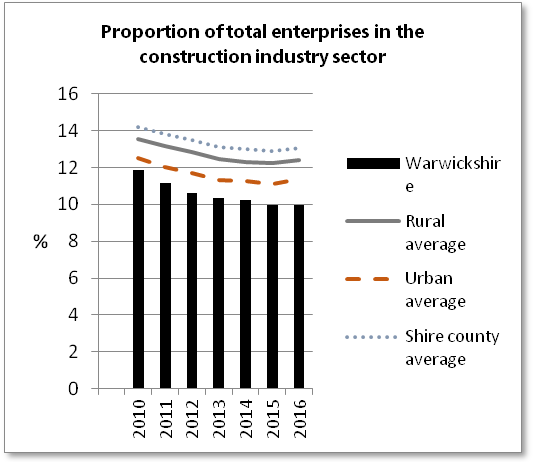 Proportion of total enterprises in the
construction industry sector
16
14
12
10
8
6
4
2
0
%
2010
2011
2012
2013
2014
2015
2016
Warwickshir
e
Rural
average
Urban
average
Shire county
average